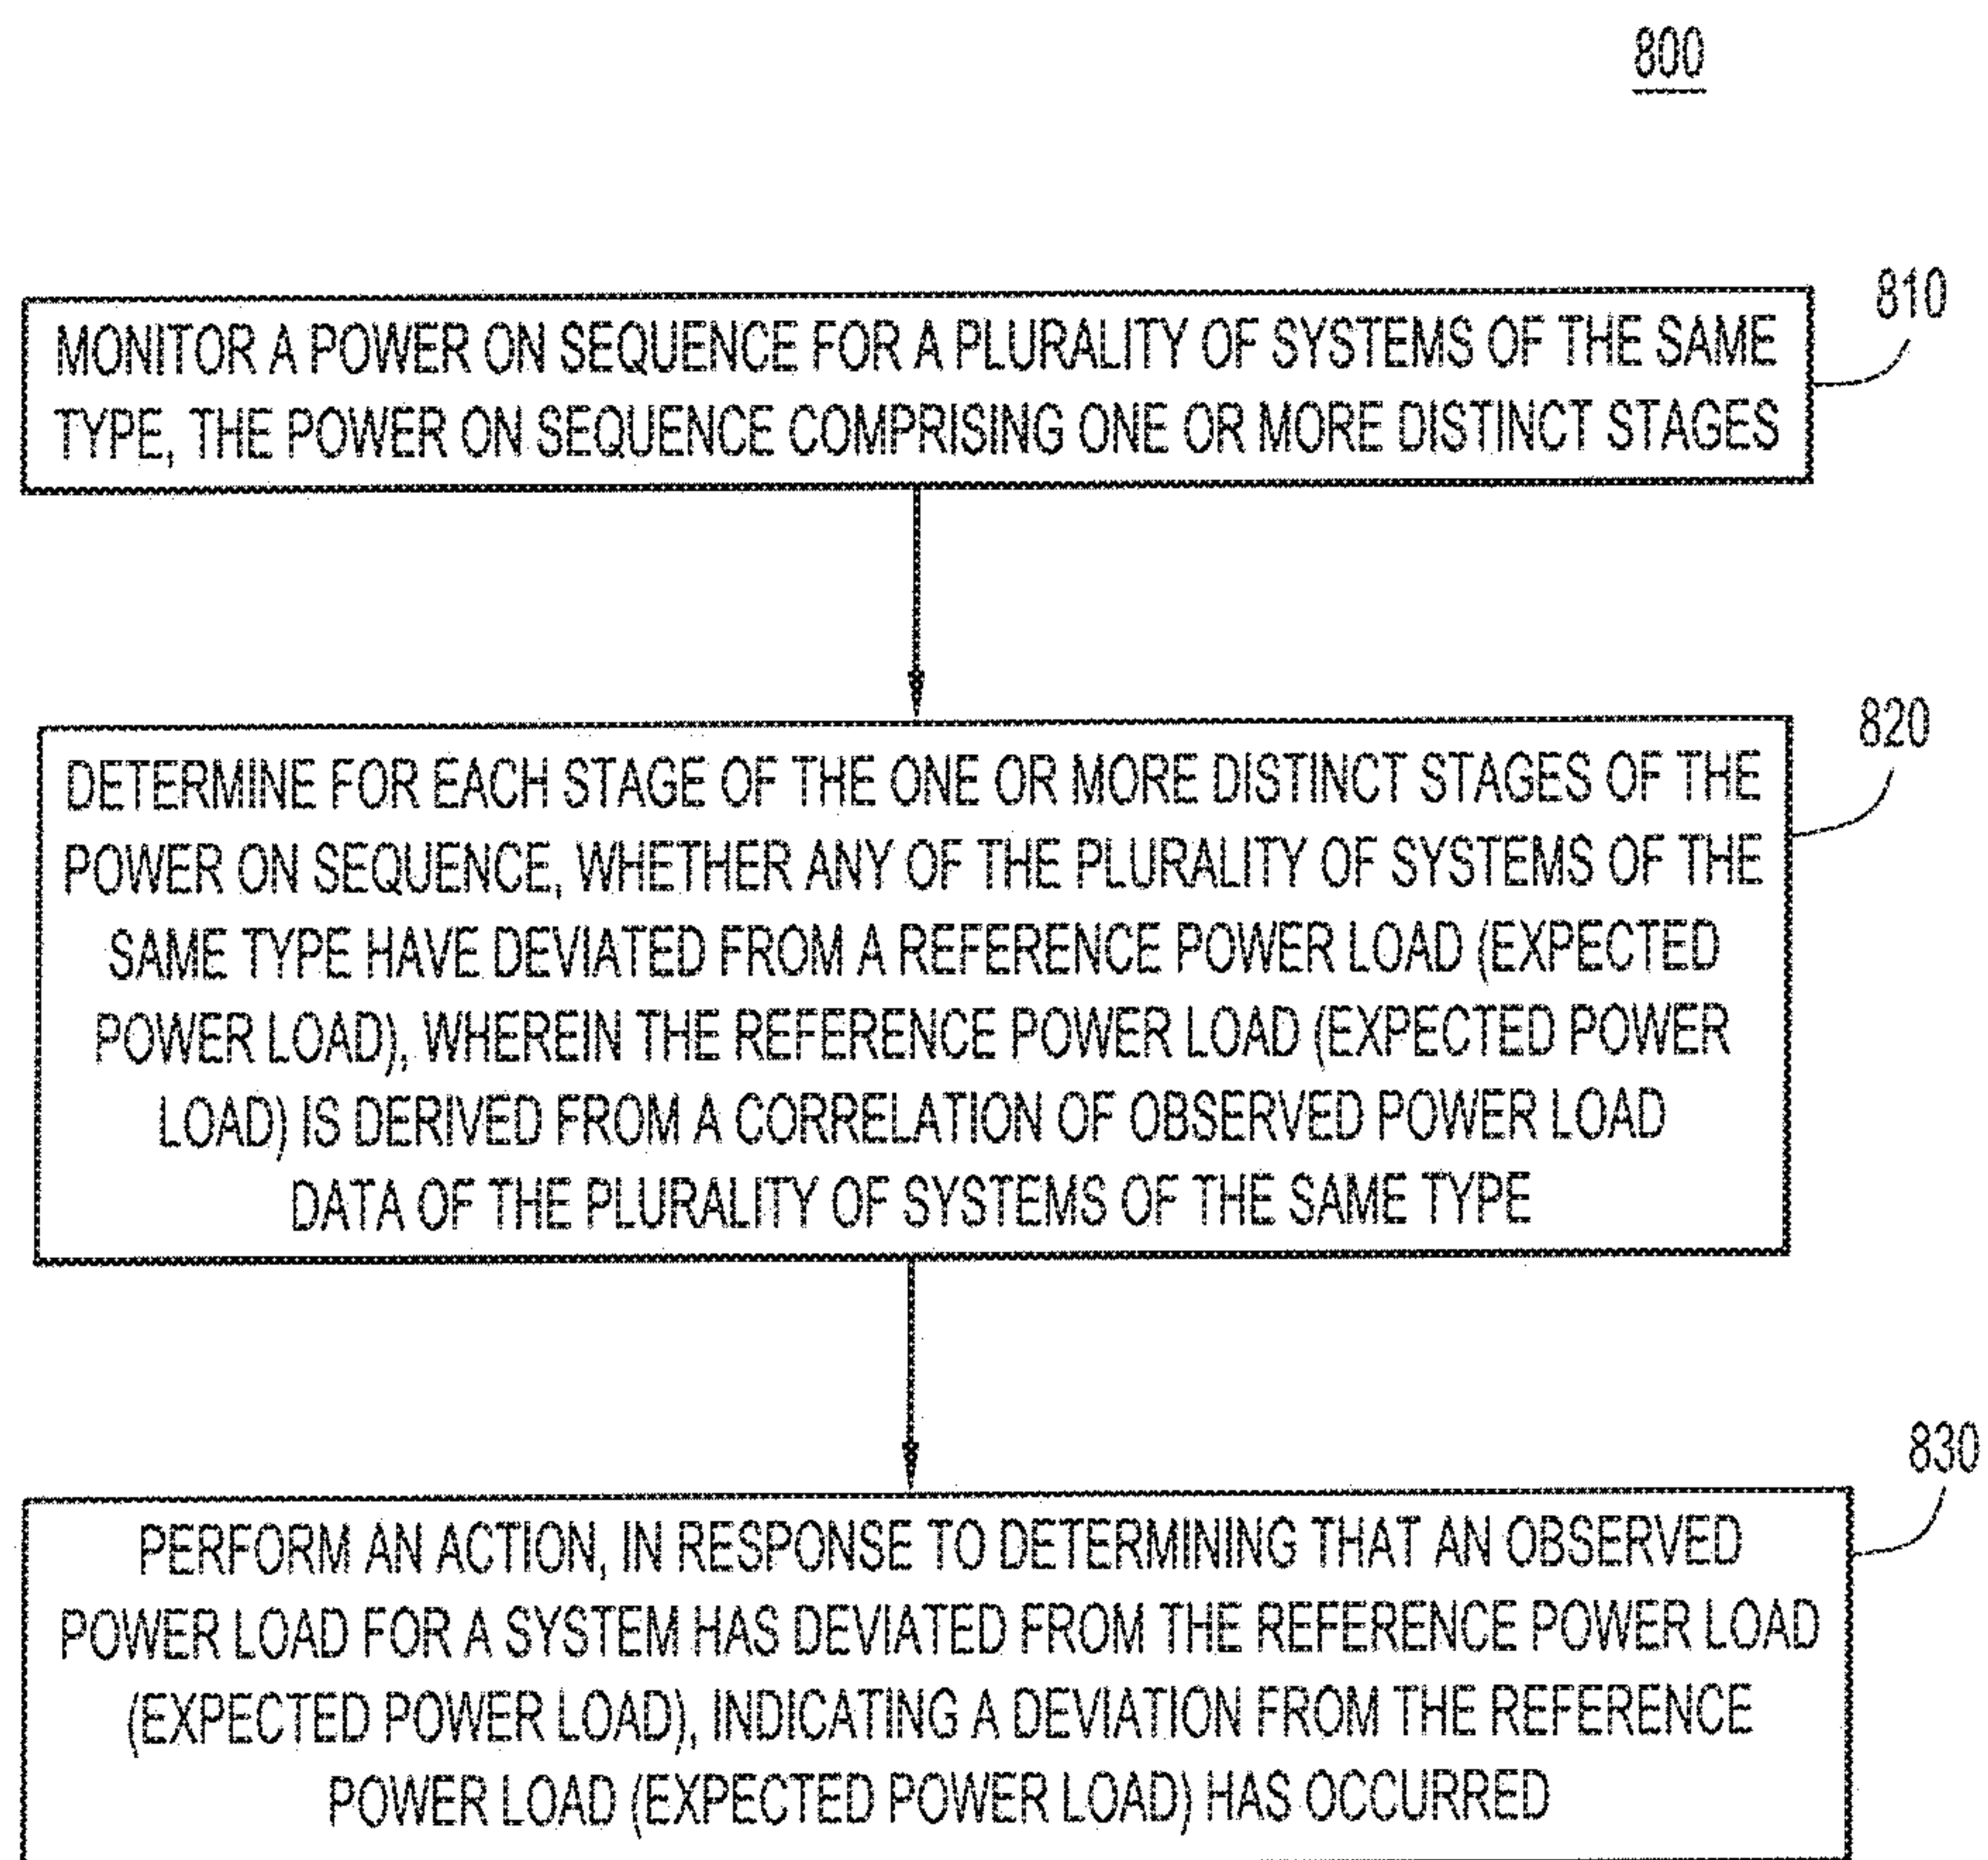 800
810
MONITOR A POWER ON SEQUENCE FOR A PLURALITY OF SYSTEMS OF THE SAME
TYPE, THE POWER ON SEQUENCE COMPRISING ONE OR MORE DISTINCT STAGES
820
DETERMINE FOR EACH STAGE OF THE ONE OR MORE DISTINCT STAGES OF THE
POWER ON SEQUENCE, WHETHER ANY OF THE PLURALITY OF SYSTEMS OF THE
SAME TYPE HAVE DEVIATED FROM A REFERENCE POWER LOAD (EXPECTED
POWER LOAD), WHEREIN THE REFERENCE POWER LOAD (EXPECTED POWER
LOAD) IS DERIVED FROM A CORRELATION OF OBSERVED POWER LOAD
DATA OF THE PLURALITY OF SYSTEMS OF THE SAME TYPE
830
PERFORM AN ACTION, IN RESPONSE TO DETERMINING THAT AN OBSERVED
POWER LOAD FOR A SYSTEM HAS DEVIATED FROM THE REFERENCE POWER LOAD
(EXPECTED POWER LOAD), INDICATING A DEVIATION FROM THE REFERENCE
POWER LOAD (EXPECTED POWER LOAD) HAS OCCURRED